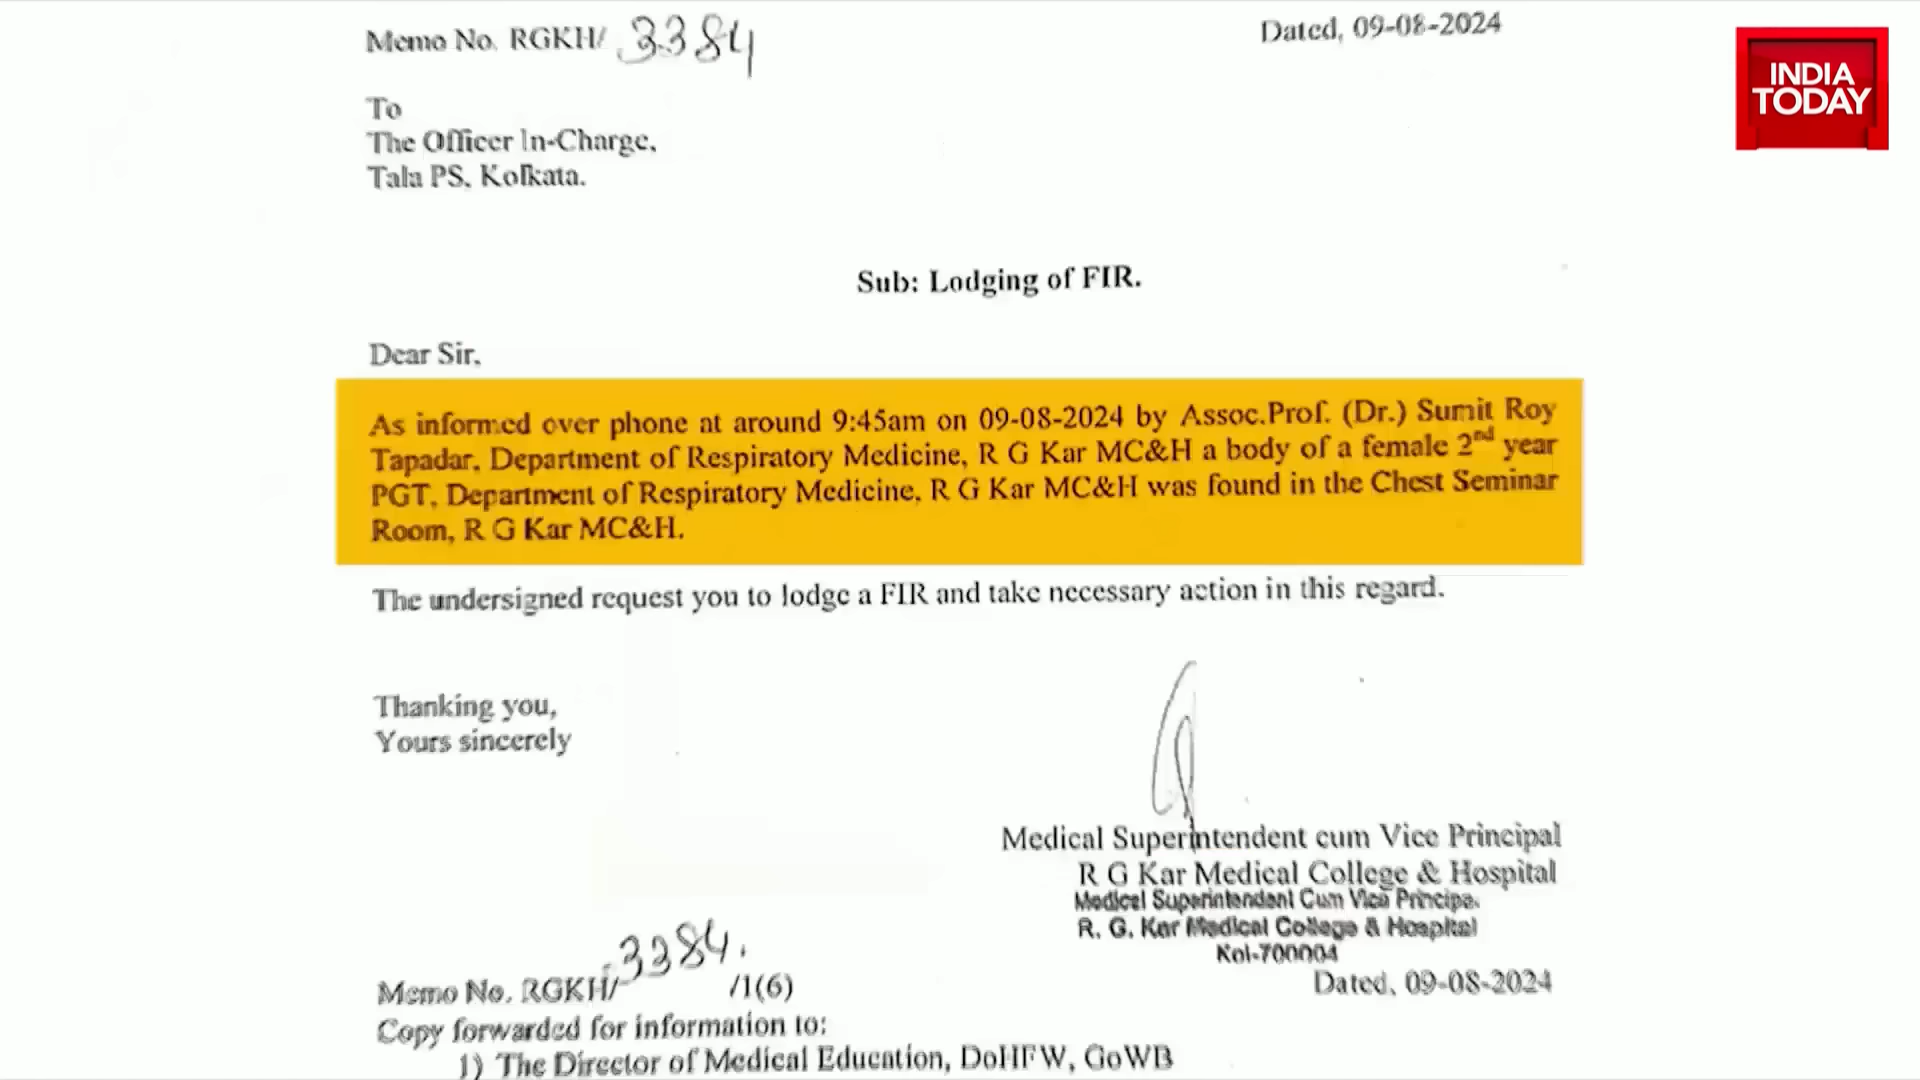 Memo No. RGKH/ 3384
Dated, 09-08-2024
INDIA
TODAY
To
The Officer In-Charge,
Tala PS, Kolkata.
Sub: Lodging of FIR.
Dear Sir,
As informed over phone at around 9:45am on 09-08-2024 by Assoc.Prof. (Dr.) Sumit Roy
Tapadar, Department of Respiratory Medicine, R G Kar MC&H a body of a female 2nd year
PGT, Department of Respiratory Medicine, R G Kar MC&H was found in the Chest Seminar
Room, R G Kar MC&H.
The undersigned request you to lodge a FIR and take necessary action in this regard.
Thanking you,
Yours sincerely
Medical Superintendent cum Vice Principal
R G Kar Medical College & Hospital
Medical Superintendent Cum Vice Principal
R. G. Kar Medical College & Hospital
Kol-700004
Memo No. RGKH/ 3384. /1(6)
Dated, 09-08-2024
Copy forwarded for information to:
1) The Director of Medical Education, DoHFW, GoWB